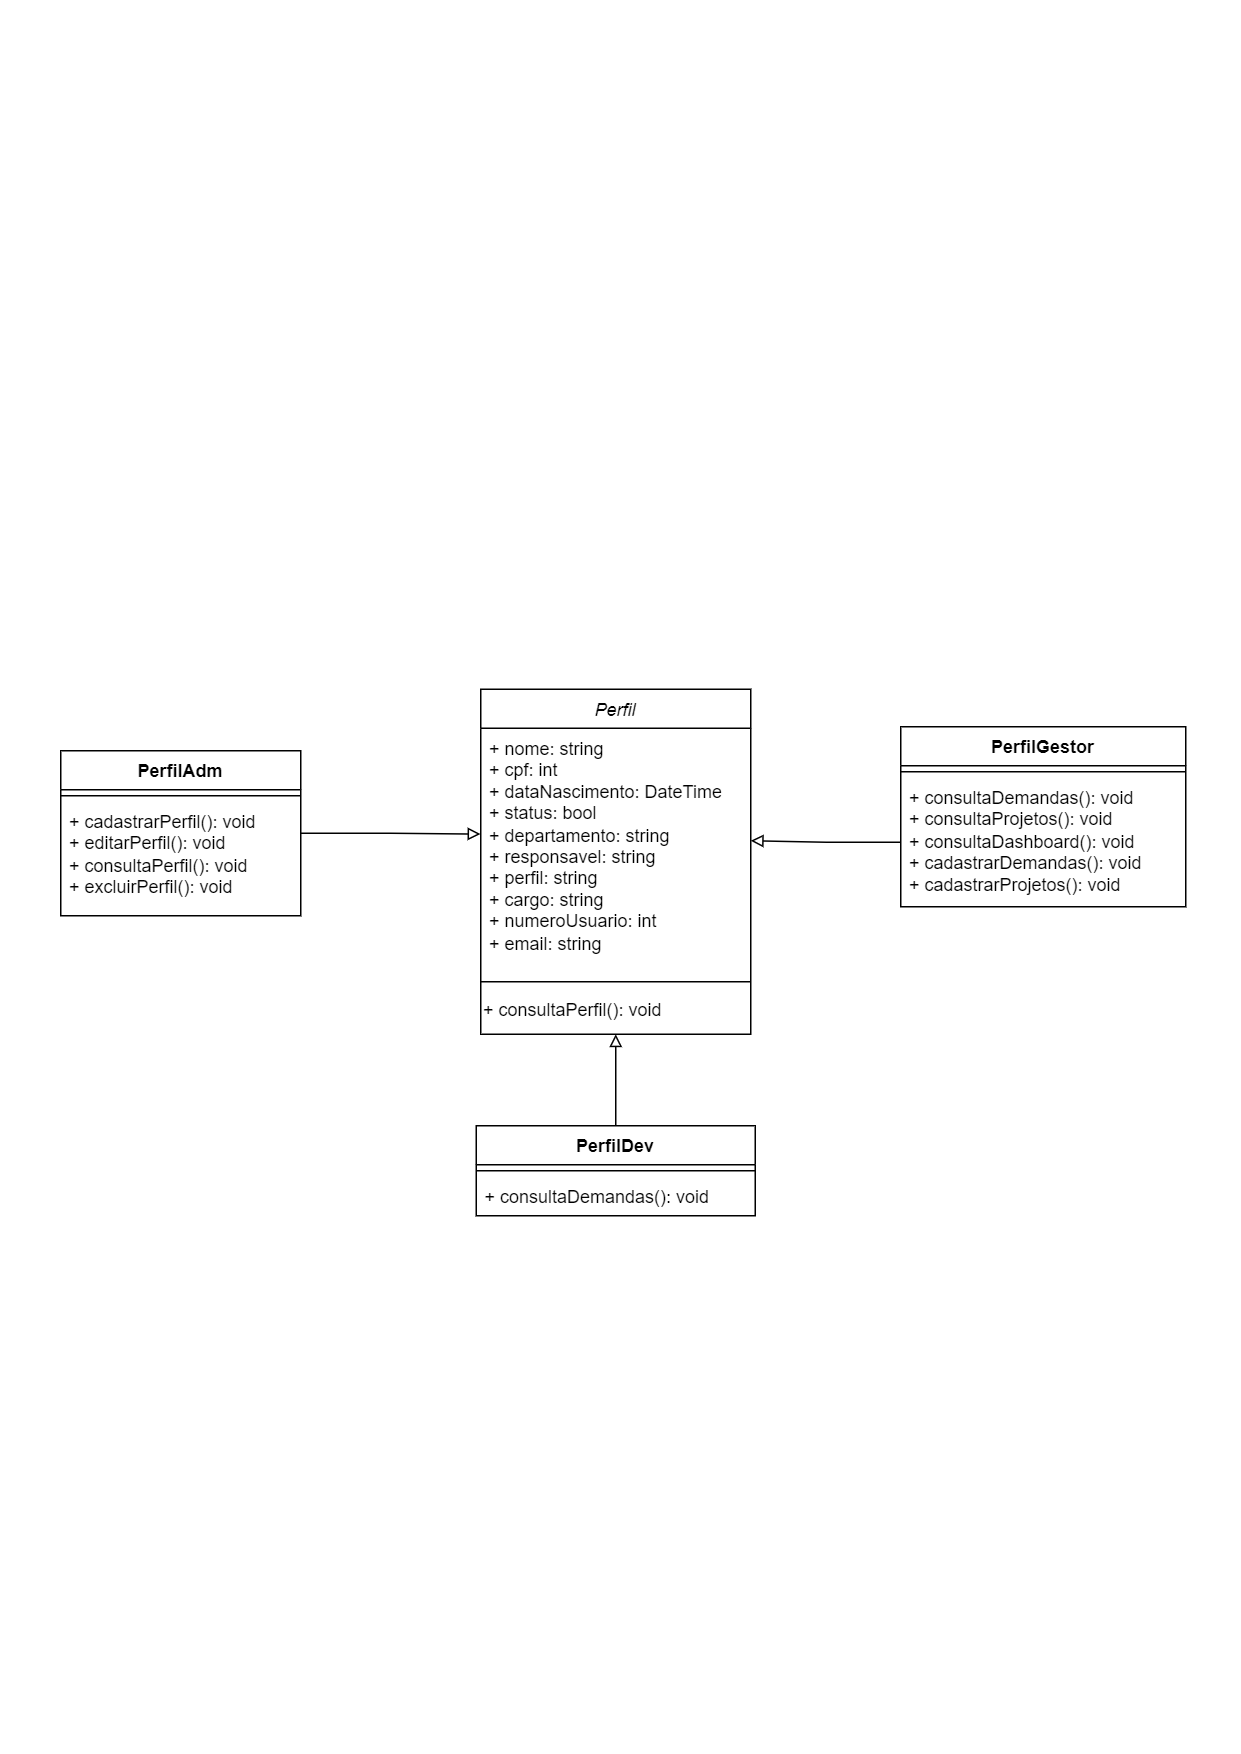 Perfil
+ nome: string
+ cpf: int
+ dataNascimento: DateTime
+ status: bool
+ departamento: string
+ responsavel: string
+ perfil: string
+ cargo: string
+ numeroUsuario: int
+ email: string
+ consultaPerfil(): void
PerfilAdm
+ cadastrarPerfil(): void
+ editarPerfil(): void
+ consultaPerfil(): void
+ excluirPerfil(): void
PerfilGestor
+ consultaDemandas(): void
+ consultaProjetos(): void
+ consultaDashboard(): void
+ cadastrarDemandas(): void
+ cadastrarProjetos(): void
PerfilDev
+ consultaDemandas(): void